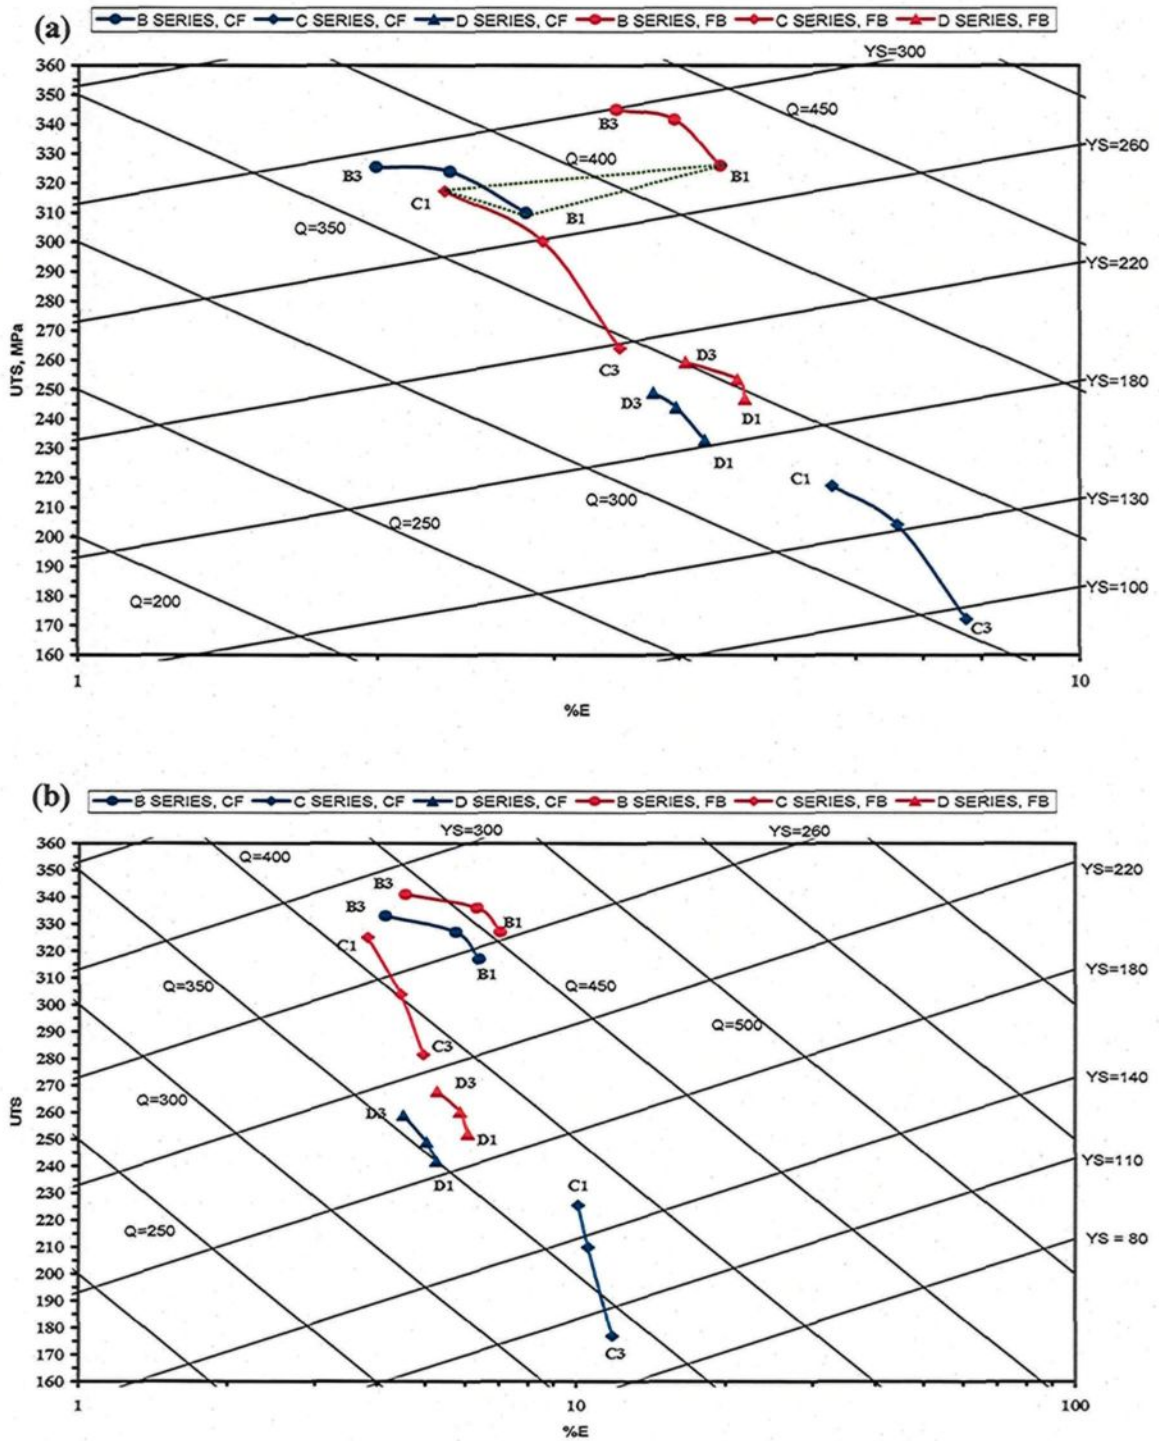 (a)
B SERIES, CF C SERIES, CF D SERIES, CF B SERIES, FB C SERIES, FB D SERIES, FB
YS=300
360
350
340
330
320
310
300
290
280
270
260
250
240
230
220
210
200
190
180
170
160
UTS, MPa
Q=450
B3
YS=260
Q=400
B3
B1
C1
B1
Q=350
YS=220
D3
C3
YS=180
D3
D1
D1
C1
Q=300
YS=130
Q=250
YS=100
Q=200
C3
1 10
%E
(b)
B SERIES, CF C SERIES, CF D SERIES, CF B SERIES, FB C SERIES, FB D SERIES, FB
YS=300 YS=260
360
350
340
330
320
310
300
290
280
270
260
250
240
230
220
210
200
190
180
170
160
UTS
Q=400
YS=220
B3
B3
B1
C1
B1
YS=180
Q=350 Q=450
Q=500
C3
YS=140
D3
Q=300
D3
D1
YS=110
D1 C1
Q=250
YS = 80
C3
1 10 100
%E